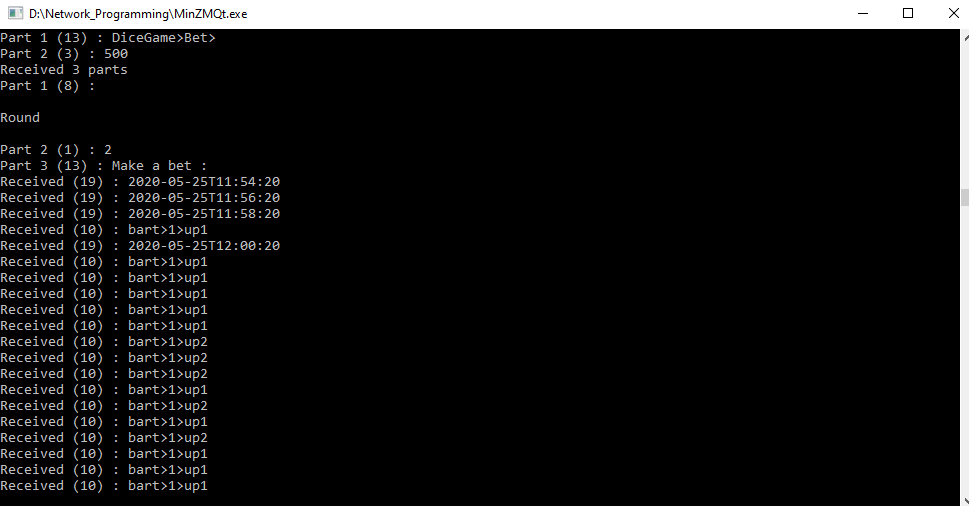 D:\Network_Programming\MinZMQt.exe
Part 1 (13) : DiceGame>Bet>
Part 2 (3) : 500
Received 3 parts
Part 1 (8) :
Round
Part 2 (1) : 2
Part 3 (13) : Make a bet :
Received (19) : 2020-05-25T11:54:20
Received (19) : 2020-05-25T11:56:20
Received (19) : 2020-05-25T11:58:20
Received (10) : bart>1>up1
Received (19) : 2020-05-25T12:00:20
Received (10) : bart>1>up1
Received (10) : bart>1>up1
Received (10) : bart>1>up1
Received (10) : bart>1>up1
Received (10) : bart>1>up1
Received (10) : bart>1>up2
Received (10) : bart>1>up2
Received (10) : bart>1>up2
Received (10) : bart>1>up1
Received (10) : bart>1>up2
Received (10) : bart>1>up1
Received (10) : bart>1>up2
Received (10) : bart>1>up1
Received (10) : bart>1>up1
Received (10) : bart>1>up1